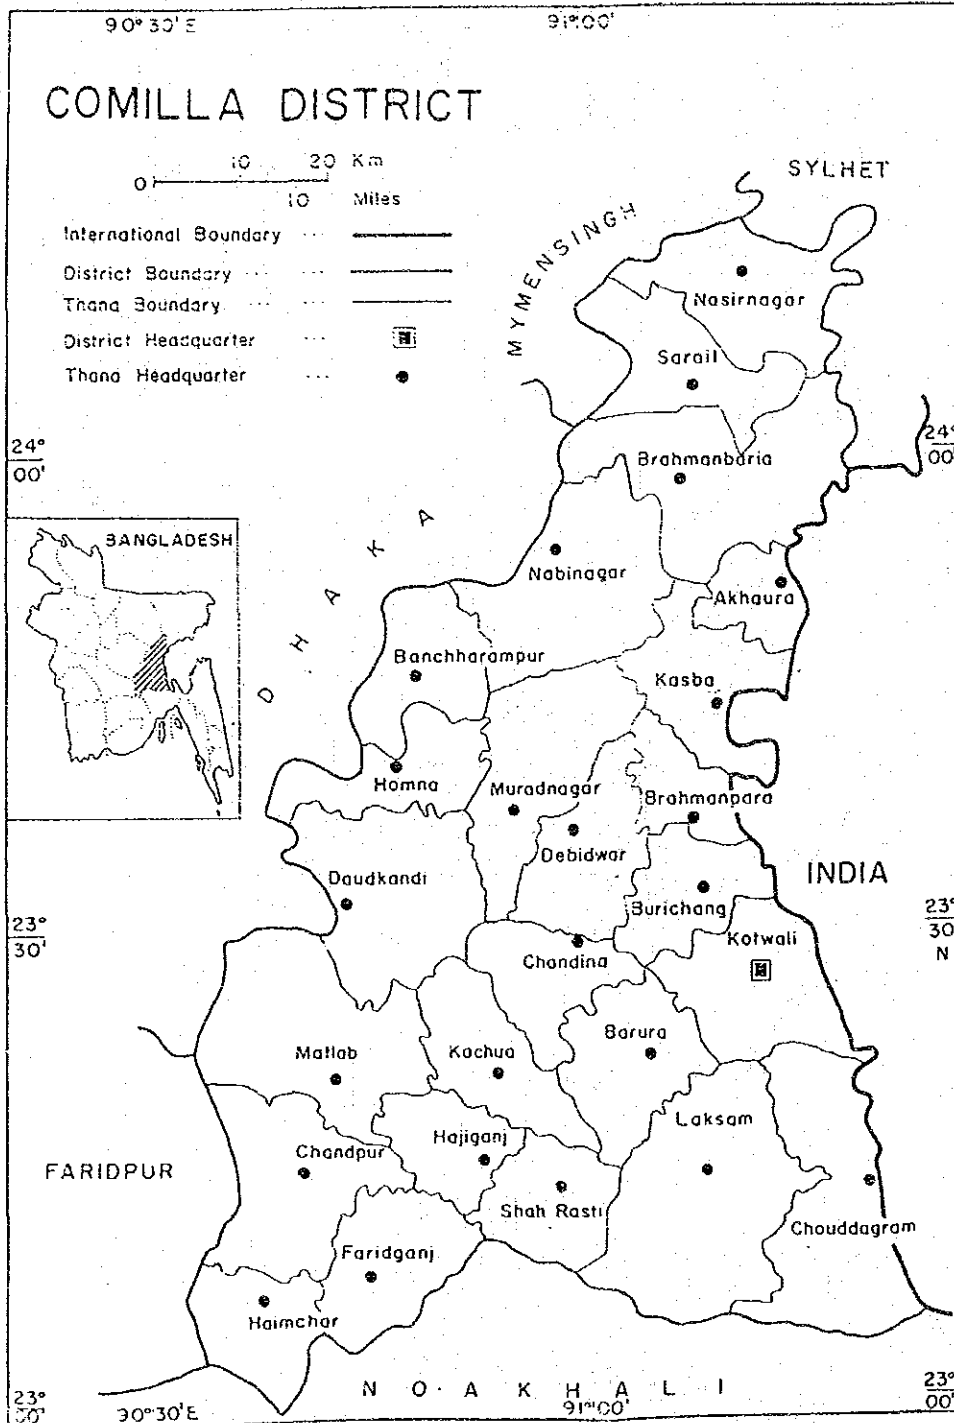 90°30'E 91°00'
COMILLA DISTRICT
10 20 Km
0
10 Miles
International Boundary ...
District Boundary ... ...
Thana Boundary ... ...
District Headquarter ...
Thana Headquarter ...
SYLHET
MYMENSINGH
Nasirnagar
Sarail
24°
00'
24°
00'
Brahmanbaria
DHAKA
BANGLADESH
Nabinagar
Akhaura
Banchharampur
Kasba
Homna
Muradnagar
Brahmanpara
Debidwar
INDIA
Daudkandi
Burichang
23°
30'
23°
30'
N
Kotwali
Chandina
Barura
Matlab
Kachua
Laksam
Hajiganj
Chandpur
FARIDPUR
Shah Rasti
Chouddagram
Faridganj
Haimchar
NOAKHALI
23°
00'
23°
00'
90°30'E 91°00'